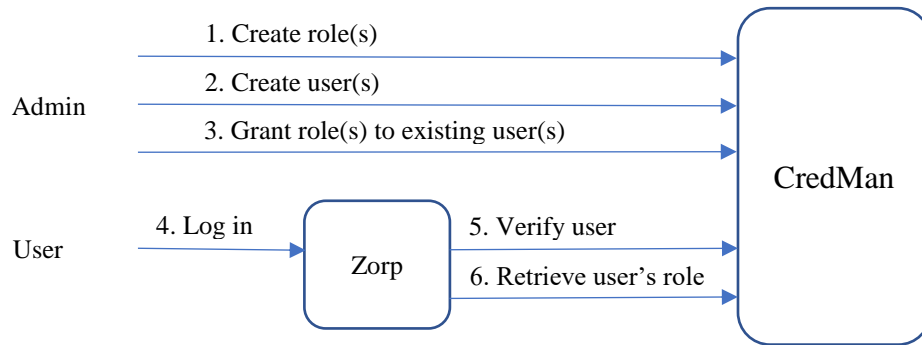 1. Create role(s)
2. Create user(s)
Admin
3. Grant role(s) to existing user(s)
CredMan
4. Log in
5. Verify user
User
Zorp
6. Retrieve user’s role